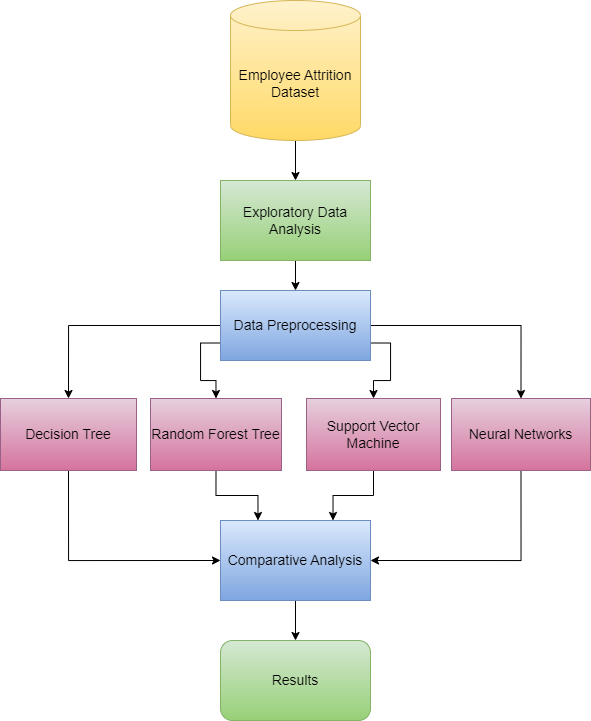 Employee Attrition
Dataset
Exploratory Data
Analysis
Data Preprocessing
Decision Tree
Random Forest Tree
Support Vector
Machine
Neural Networks
Comparative Analysis
Results